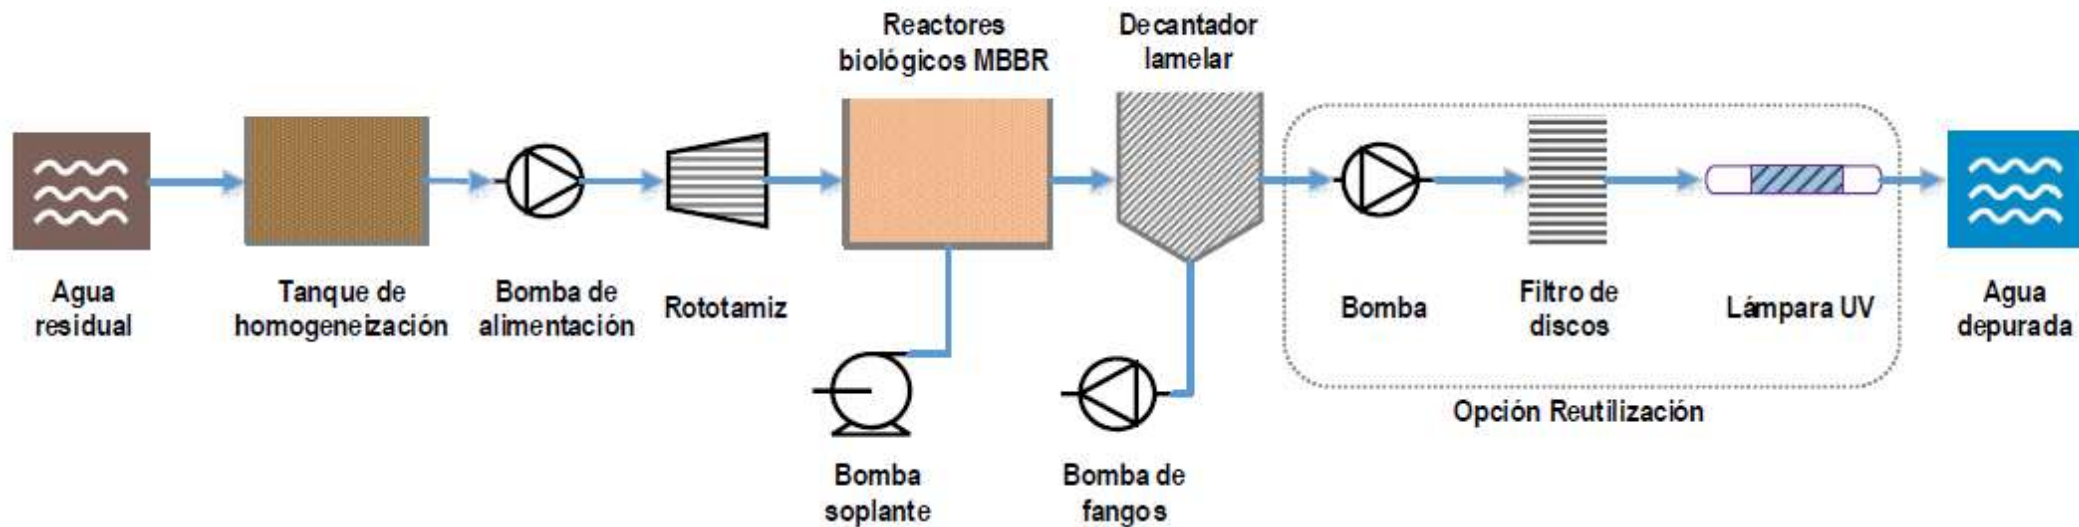 Reactores
biológicos MBBR
Decantador
lamelar
Agua
residual
Tanque de
homogeneización
Bomba de
alimentación
Rototamiz
Bomba
Filtro de
discos
Lámpara UV
Agua
depurada
Opción Reutilización
Bomba
soplante
Bomba de
fangos